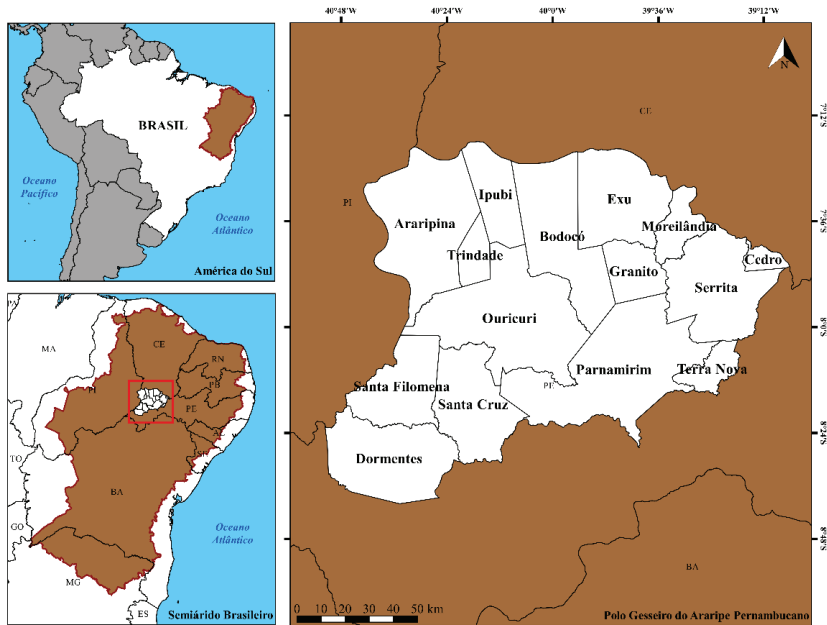 BRASIL
Oceano
Pacífico
Oceano
Atlântico
América do Sul
PA
MA
CE
RN
PB
PI
PE
AL
SE
TO
BA
GO
Oceano
Atlântico
MG
ES
Semiárido Brasileiro
40°48'W
40°24'W
40°0'W
39°36'W
39°12'W
N
7°12'S
7°36'S
8°0'S
8°24'S
8°48'S
CE
PI
Ipubi
Exu
Araripina
Moreilândia
Bodocó
Trindade
Cedro
Granito
Serrita
Ouricuri
Parnamirim
Terra Nova
Santa Filomena
PE
Santa Cruz
Dormentes
BA
0 10 20 30 40 50 km
Polo Gesseiro do Araripe Pernambucano